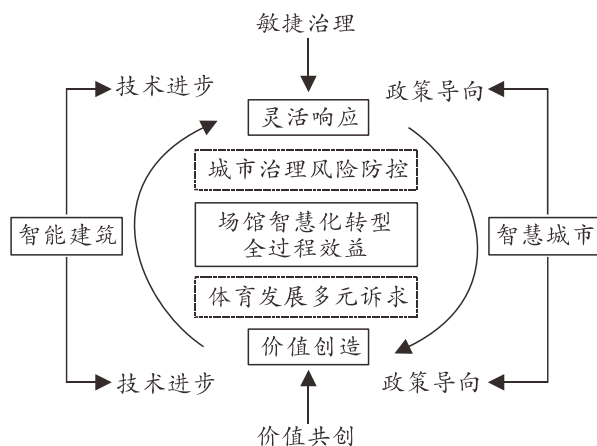 敏捷治理
技术进步
政策导向
灵活响应
城市治理风险防控
智能建筑
场馆智慧化转型
全过程效益
智慧城市
体育发展多元诉求
价值创造
技术进步
政策导向
价值共创